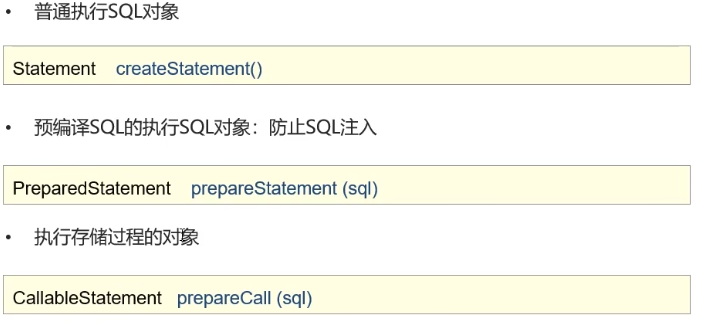 • 普通执行SQL对象
Statement createStatement()
• 预编译SQL的执行SQL对象：防止SQL注入
PreparedStatement prepareStatement (sql)
• 执行存储过程的对象
CallableStatement prepareCall (sql)